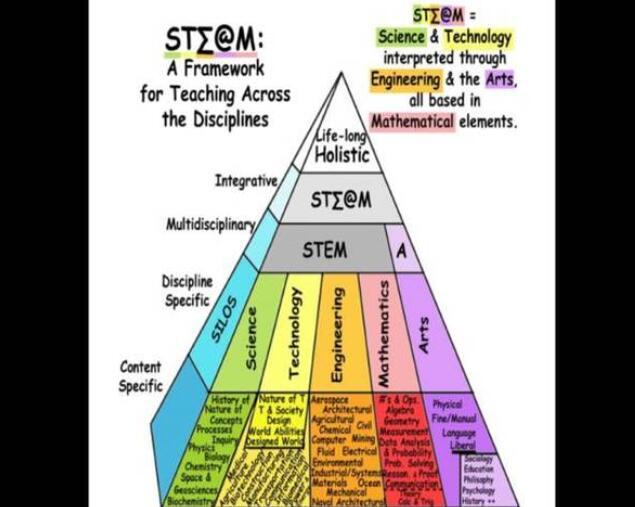 STΣ@M:
A Framework
for Teaching Across
the Disciplines
STΣ@M =
Science & Technology
interpreted through
Engineering & the Arts,
all based in
Mathematical elements.
Life-long
Holistic
Integrative
STΣ@M
Multidisciplinary
STEM
A
Discipline
Specific
SILOS
Science
Technology
Engineering
Mathematics
Arts
Content
Specific
History of
Nature of
Concepts
Processes
Inquiry
Physics
Biology
Chemistry
Space &
Geosciences
Biochemistry
Nature of T
T & Society
Design
World Abilities
Designed World
Aerospace
Architectural
Agricultural
Chemical Civil
Computer Mining
Fluid Electrical
Environmental
Industrial/Systems
Materials Ocean
Mechanical
Naval Architectural
#'s & Ops.
Algebra
Geometry
Measurement
Data Analysis
& Probability
Prob. Solving
Reason. & Proof
Communication
Theory
Calc & Trig
Physical
Fine/Manual
Language
Liberal
Sociology
Education
Philosophy
Psychology
History ++